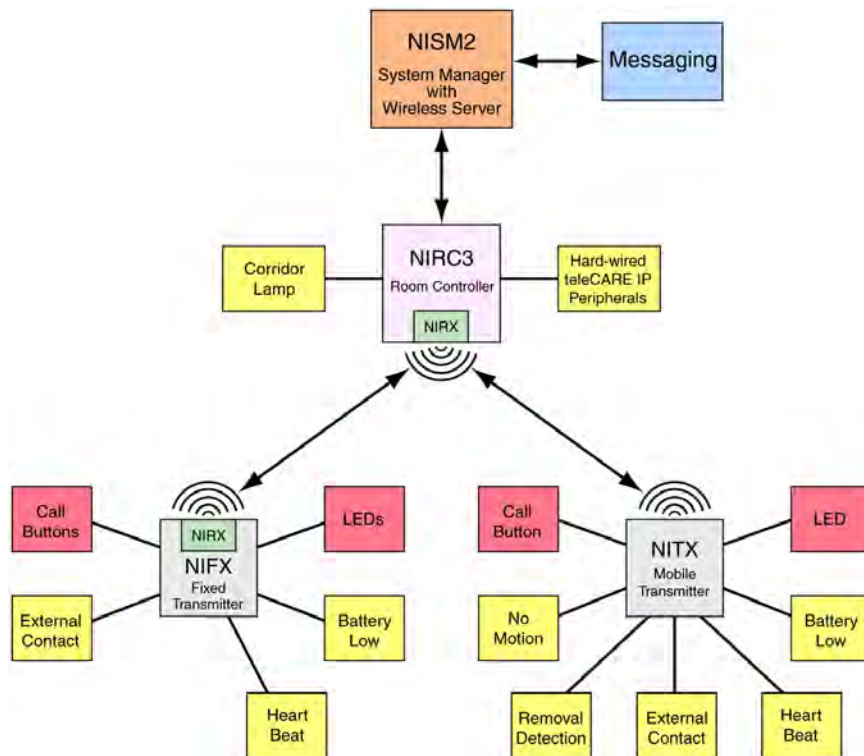 NISM2
System Manager
with
Wireless Server
Messaging
Corridor
Lamp
NIRC3
Room Controller
NIRX
Hard-wired
teleCARE IP
Peripherals
Call
Buttons
NIRX
NIFX
Fixed
Transmitter
LEDs
External
Contact
Battery
Low
Heart
Beat
Call
Button
NITX
Mobile
Transmitter
LED
No
Motion
Battery
Low
Removal
Detection
External
Contact
Heart
Beat